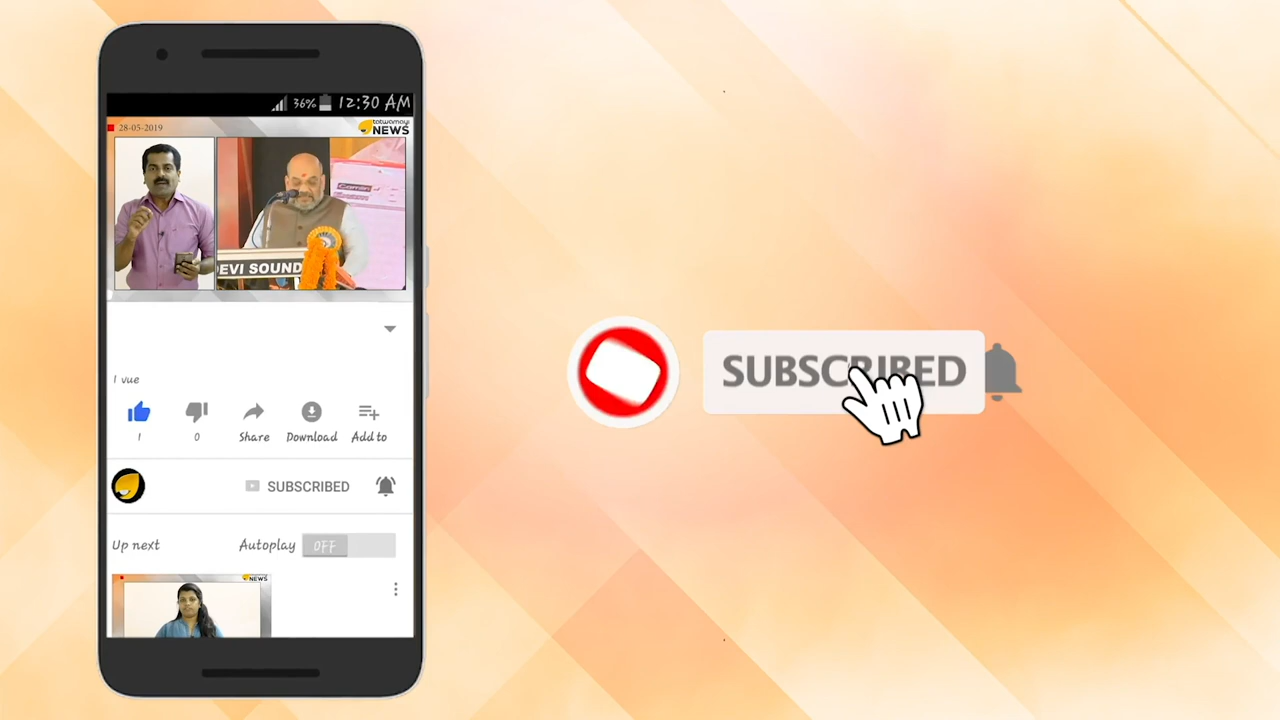 36% 12:30 AM
28-05-2019
tatwamayi
NEWS
DEVI SOUND
1 vue
1
0
Share
Download
Add to
SUBSCRIBED
Up next
Autoplay
OFF
NEWS
SUBSCRIBED